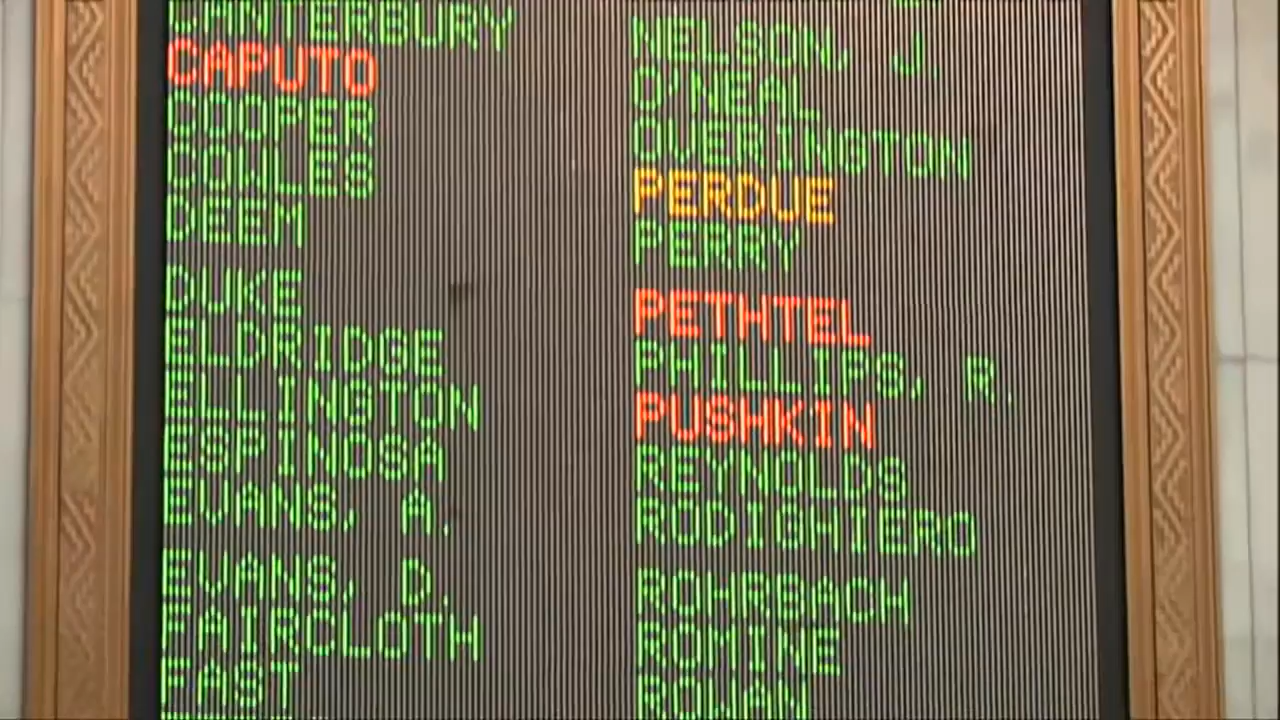 CANTERBURY
CAPUTO
COOPER
COWLES
DEEM
DUKE
ELDRIDGE
ELLINGTON
ESPINOSA
EVANS, A.
EVANS, D.
FAIRCLOTH
FAST
NELSON, J.
O'NEAL
OVERINGTON
PERDUE
PERRY
PETHTEL
PHILLIPS, R.
PUSHKIN
REYNOLDS
RODIGHIERO
ROHRBACH
ROMINE
ROWAN